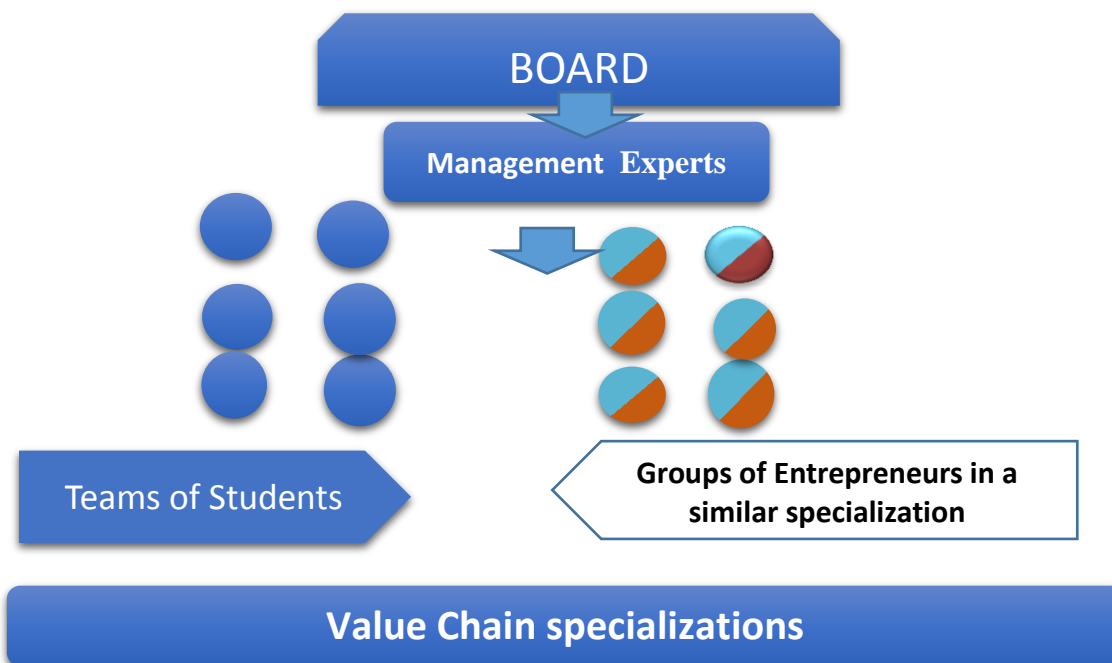 BOARD
Management Experts
Teams of Students
Groups of Entrepreneurs in a
similar specialization
Value Chain specializations